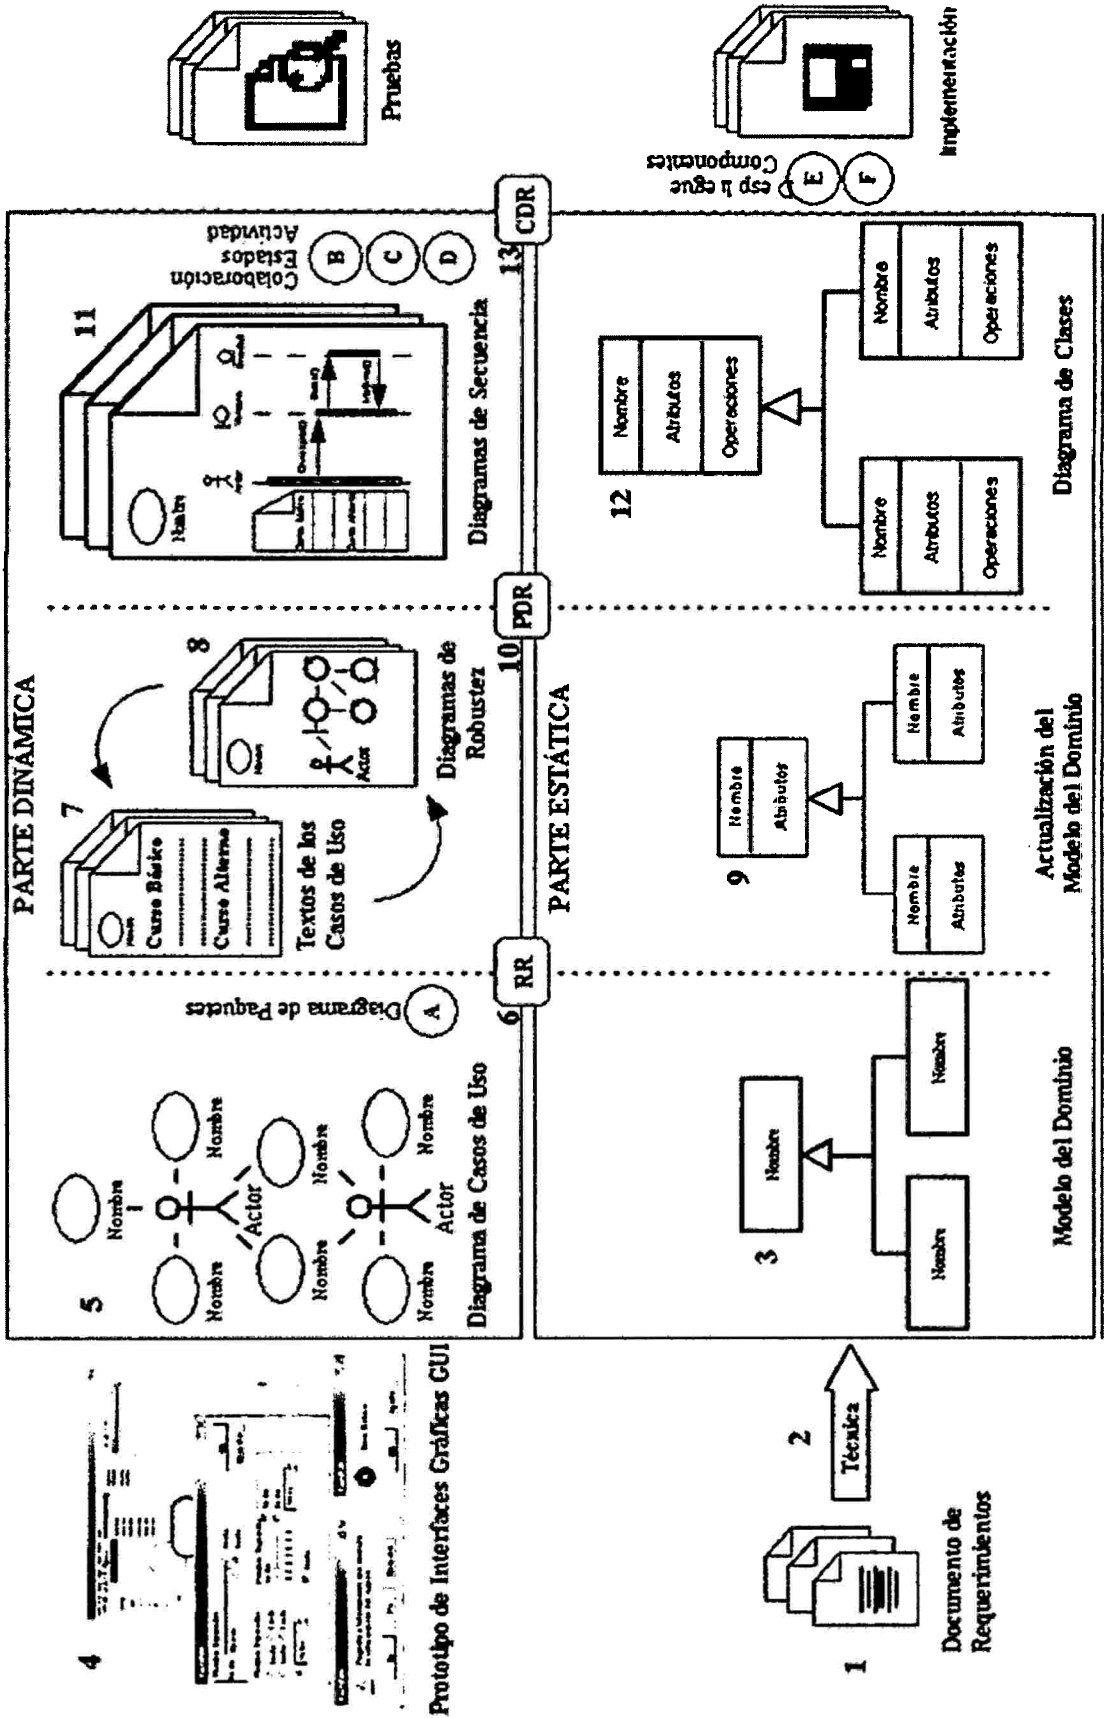 PARTE DINÁMICA
4
Prototipo de Interfaces Gráficas GUI
5
Nombre
Nombre
Nombre
Actor
Nombre
Nombre
Nombre
Nombre
Actor
Diagrama de Casos de Uso
Diagrama de Paquetes
A
6
RR
7
Curso Básico
Curso Alterno
Textos de los
Casos de Uso
8
Actor
Diagramas de
Robustez
10
PDR
11
Nombre
Actor
Diagramas de Secuencia
Colaboración
Estados
Actividad
B
C
D
13
CDR
Pruebas
PARTE ESTÁTICA
1
Documento de
Requerimientos
2
Técnica
3
Nombre
Nombre
Nombre
Modelo del Dominio
9
Nombre
Atributos
Nombre
Atributos
Nombre
Atributos
Actualización del
Modelo del Dominio
12
Nombre
Atributos
Operaciones
Nombre
Atributos
Operaciones
Nombre
Atributos
Operaciones
Diagrama de Clases
Despliegue
Componentes
E
F
Implementación